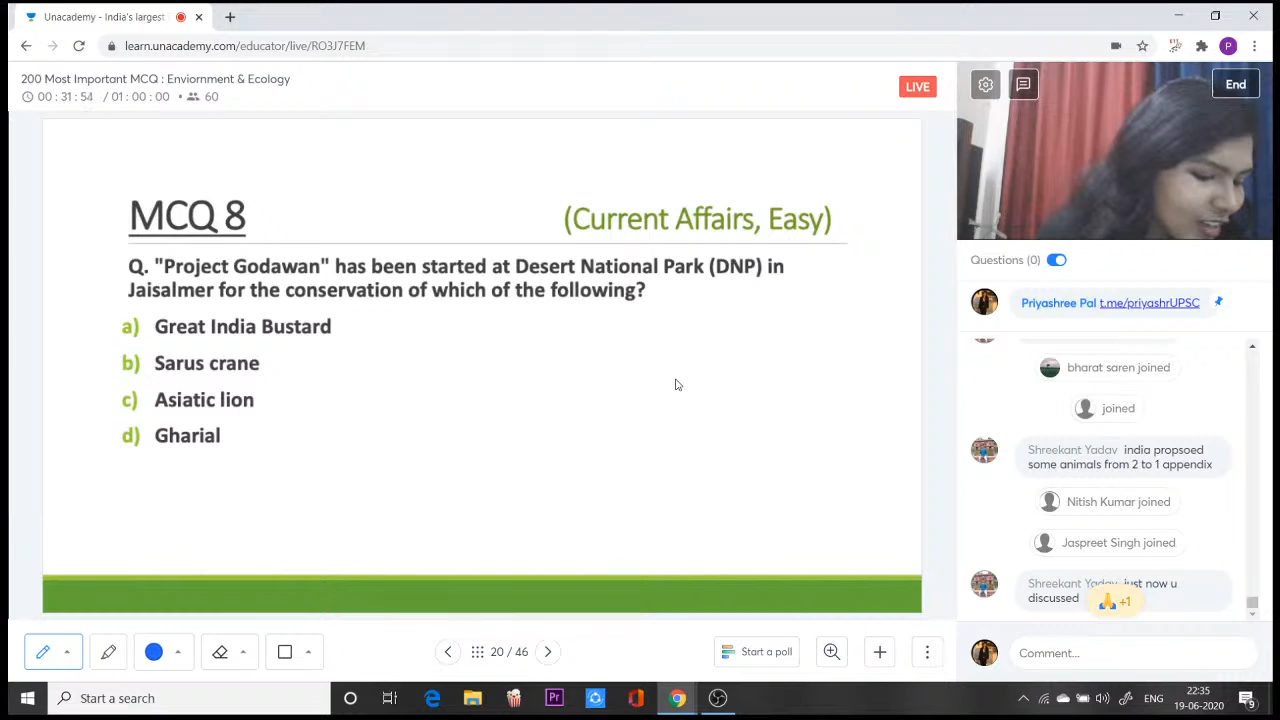 Unacademy - India's largest
learn.unacademy.com/educator/live/RO3J7FEM
P
200 Most Important MCQ : Enviornment & Ecology
00 : 31 : 54 / 01 : 00 : 00 • 60
LIVE
End
MCQ 8
(Current Affairs, Easy)
Q. "Project Godawan" has been started at Desert National Park (DNP) in
Jaisalmer for the conservation of which of the following?
a) Great India Bustard
b) Sarus crane
c) Asiatic lion
d) Gharial
Questions (0)
Priyashree Pal t.me/priyashrUPSC
bharat saren joined
joined
Shreekant Yadav india propsoed
some animals from 2 to 1 appendix
Nitish Kumar joined
Jaspreet Singh joined
Shreekant Yadav just now u
discussed
+1
20 / 46
Start a poll
Comment...
Start a search
Pr
ENG
22:35
19-06-2020
9